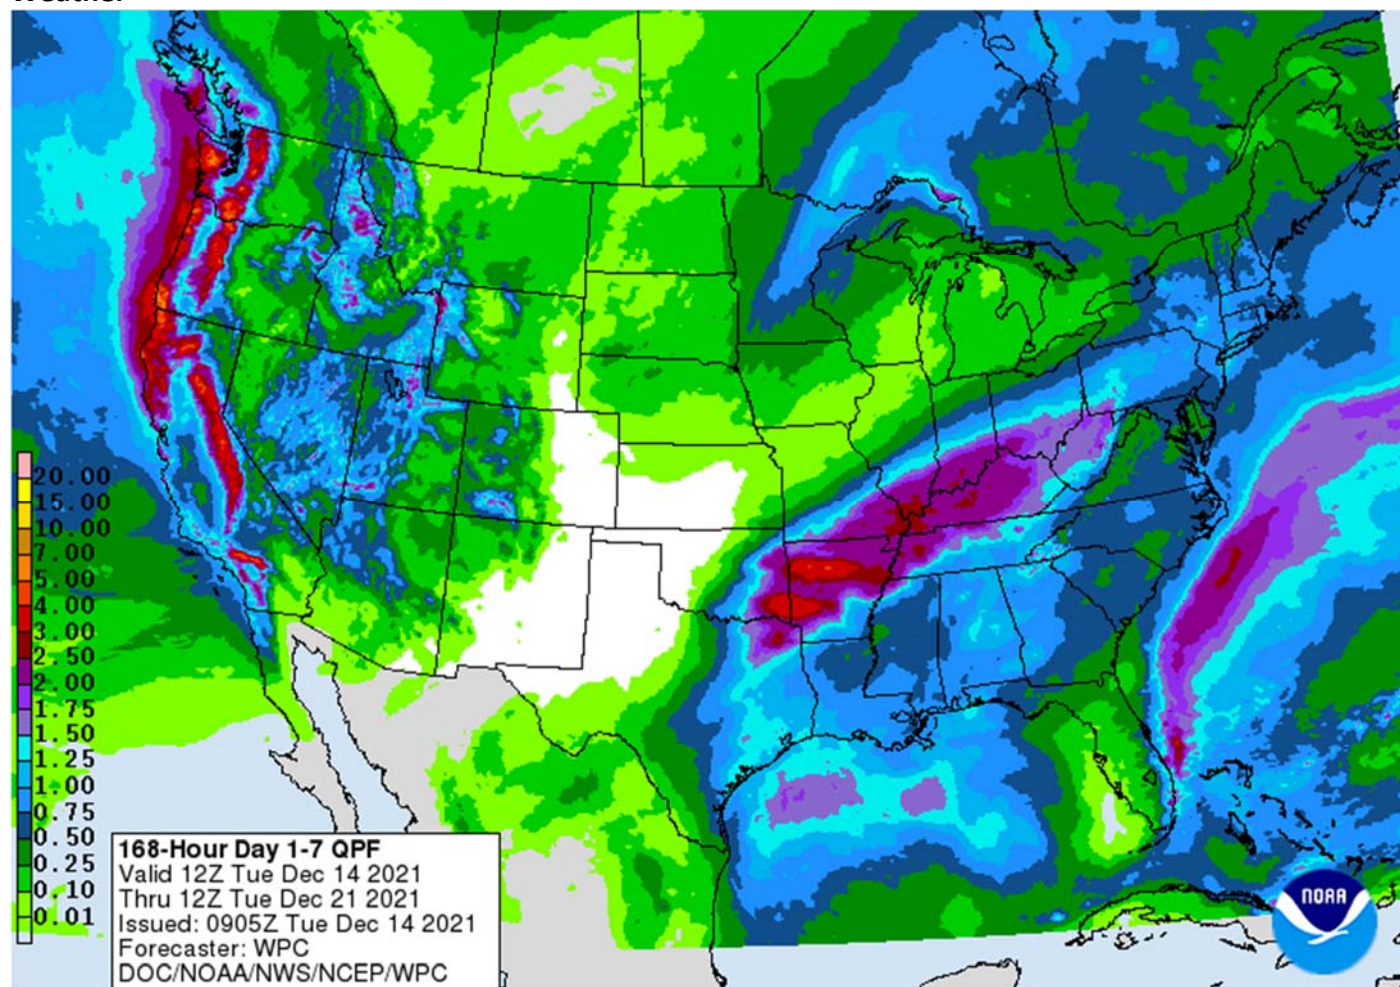 Weather
20.00
15.00
10.00
7.00
5.00
4.00
3.00
2.50
2.00
1.75
1.50
1.25
1.00
0.75
0.50
0.25
0.10
0.01
168-Hour Day 1-7 QPF
Valid 12Z Tue Dec 14 2021
Thru 12Z Tue Dec 21 2021
Issued: 0905Z Tue Dec 14 2021
Forecaster: WPC
DOC/NOAA/NWS/NCEP/WPC
NOAA